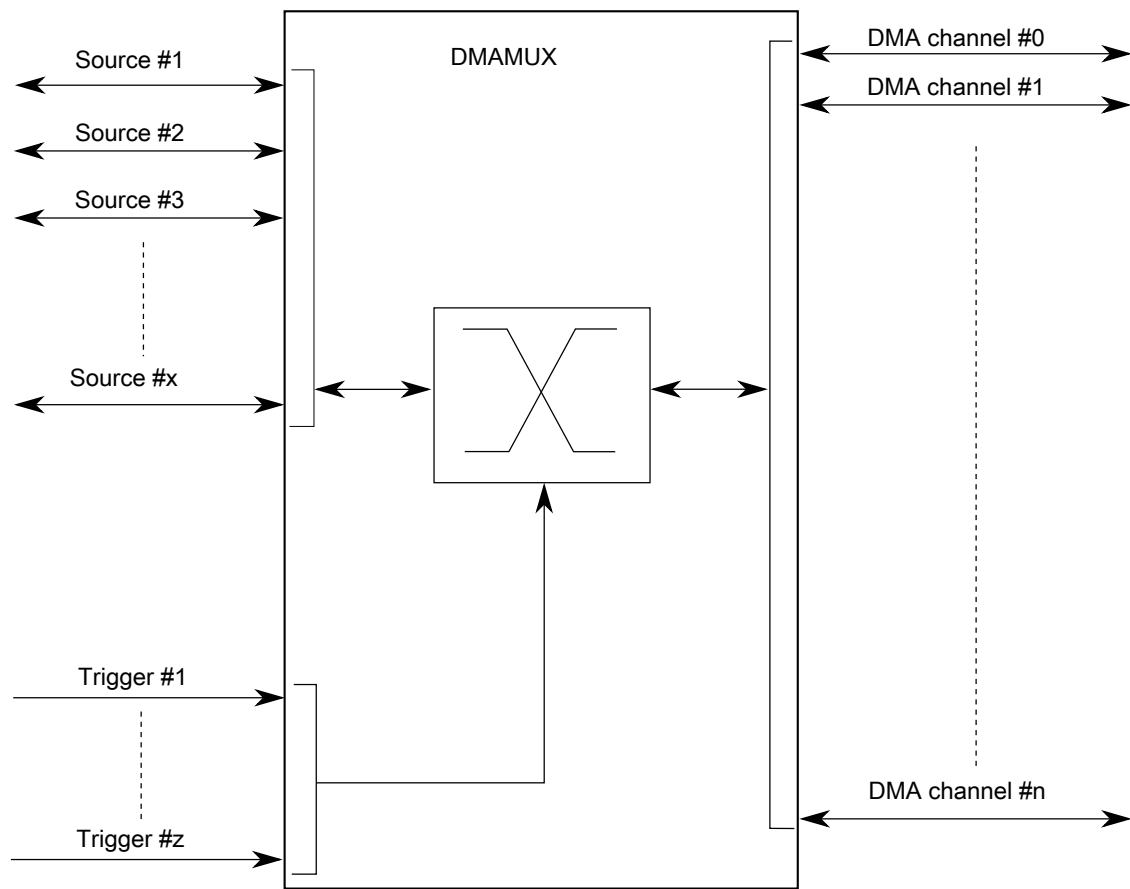 DMAMUX
Source #1
Source #2
Source #3
Source #x
Trigger #1
Trigger #z
DMA channel #0
DMA channel #1
DMA channel #n